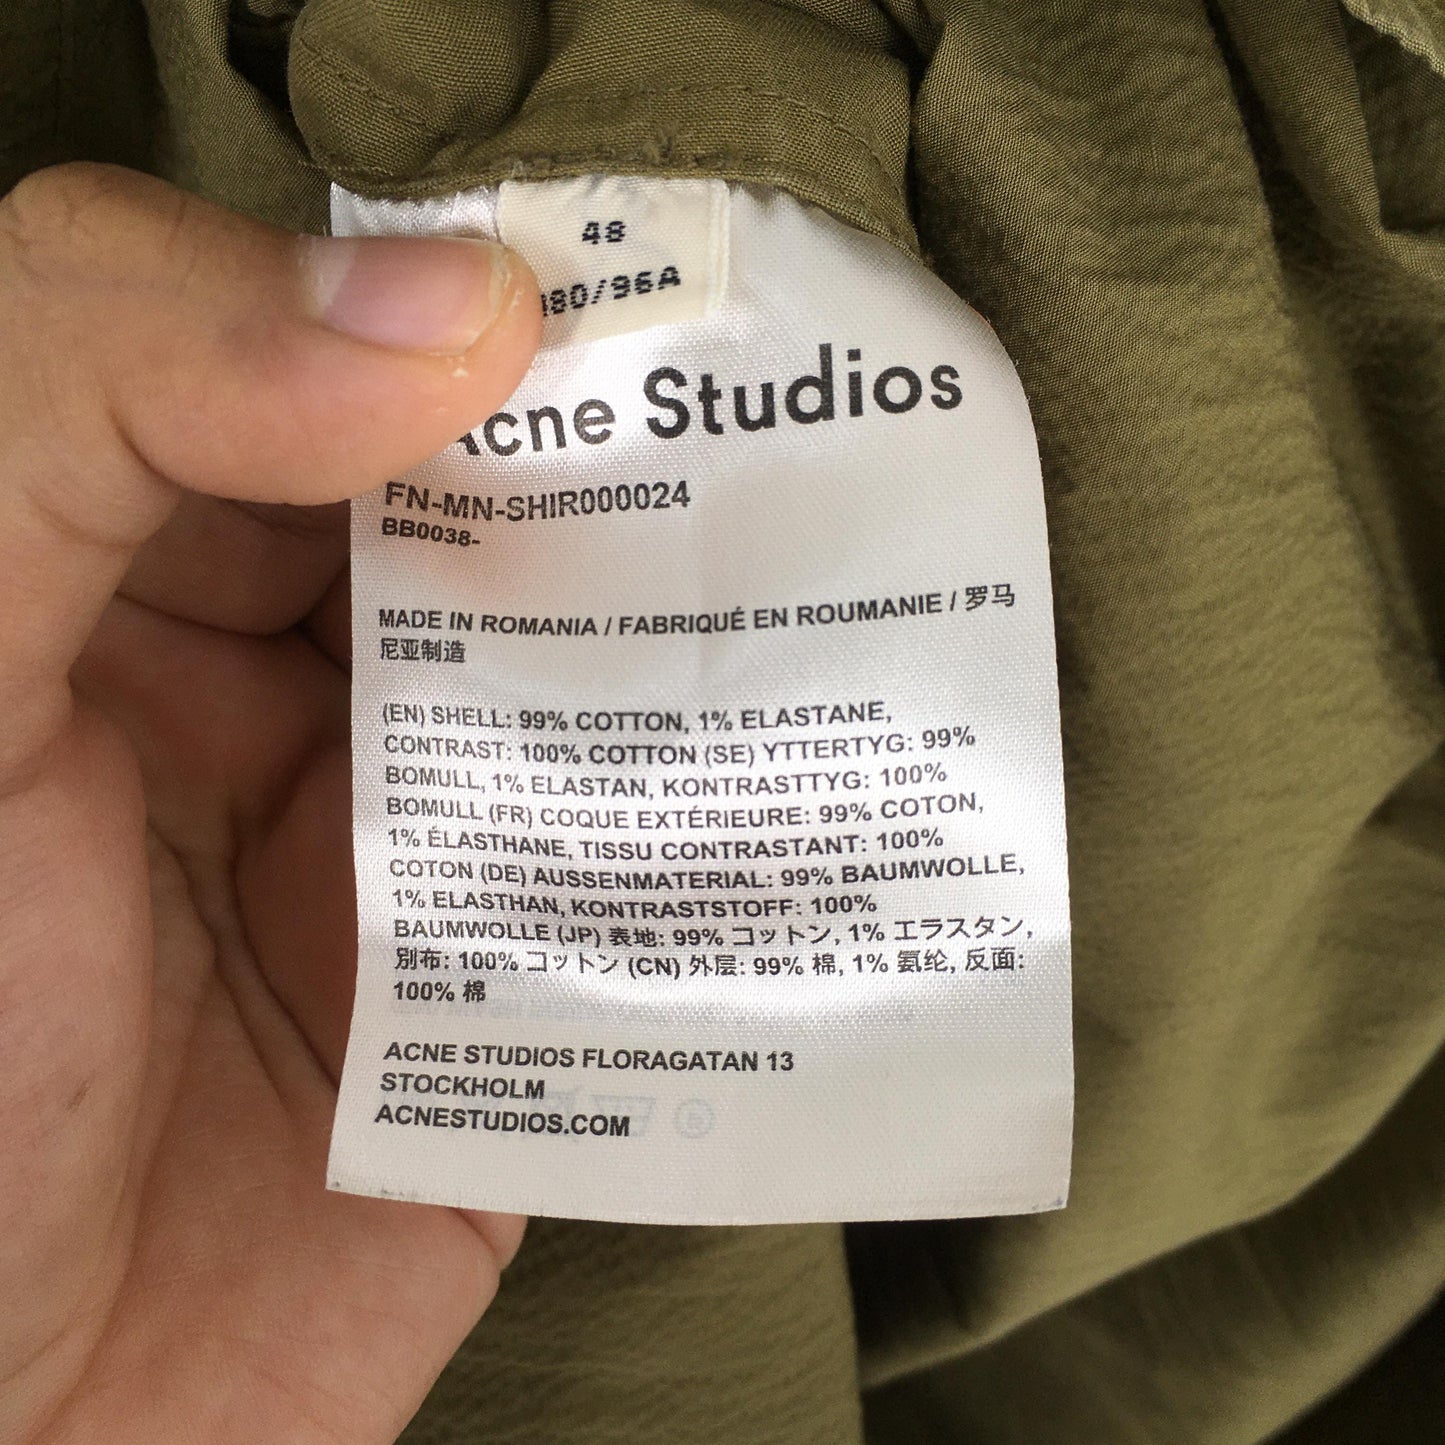 48
180/96A
Acne Studios
FN-MN-SHIR000024
BB0038-
MADE IN ROMANIA / FABRIQUÉ EN ROUMANIE / 罗马
尼亚制造
(EN) SHELL: 99% COTTON, 1% ELASTANE,
CONTRAST: 100% COTTON (SE) YTTERTYG: 99%
BOMULL, 1% ELASTAN, KONTRASTTYG: 100%
BOMULL (FR) COQUE EXTÉRIEURE: 99% COTON,
1% ÉLASTHANE, TISSU CONTRASTANT: 100%
COTON (DE) AUSSENMATERIAL: 99% BAUMWOLLE,
1% ELASTHAN, KONTRASTSTOFF: 100%
BAUMWOLLE (JP) 表地: 99% コットン, 1% エラスタン,
別布: 100% コットン (CN) 外层: 99% 棉, 1% 氨纶, 反面:
100% 棉
ACNE STUDIOS FLORAGATAN 13
STOCKHOLM
ACNESTUDIOS.COM